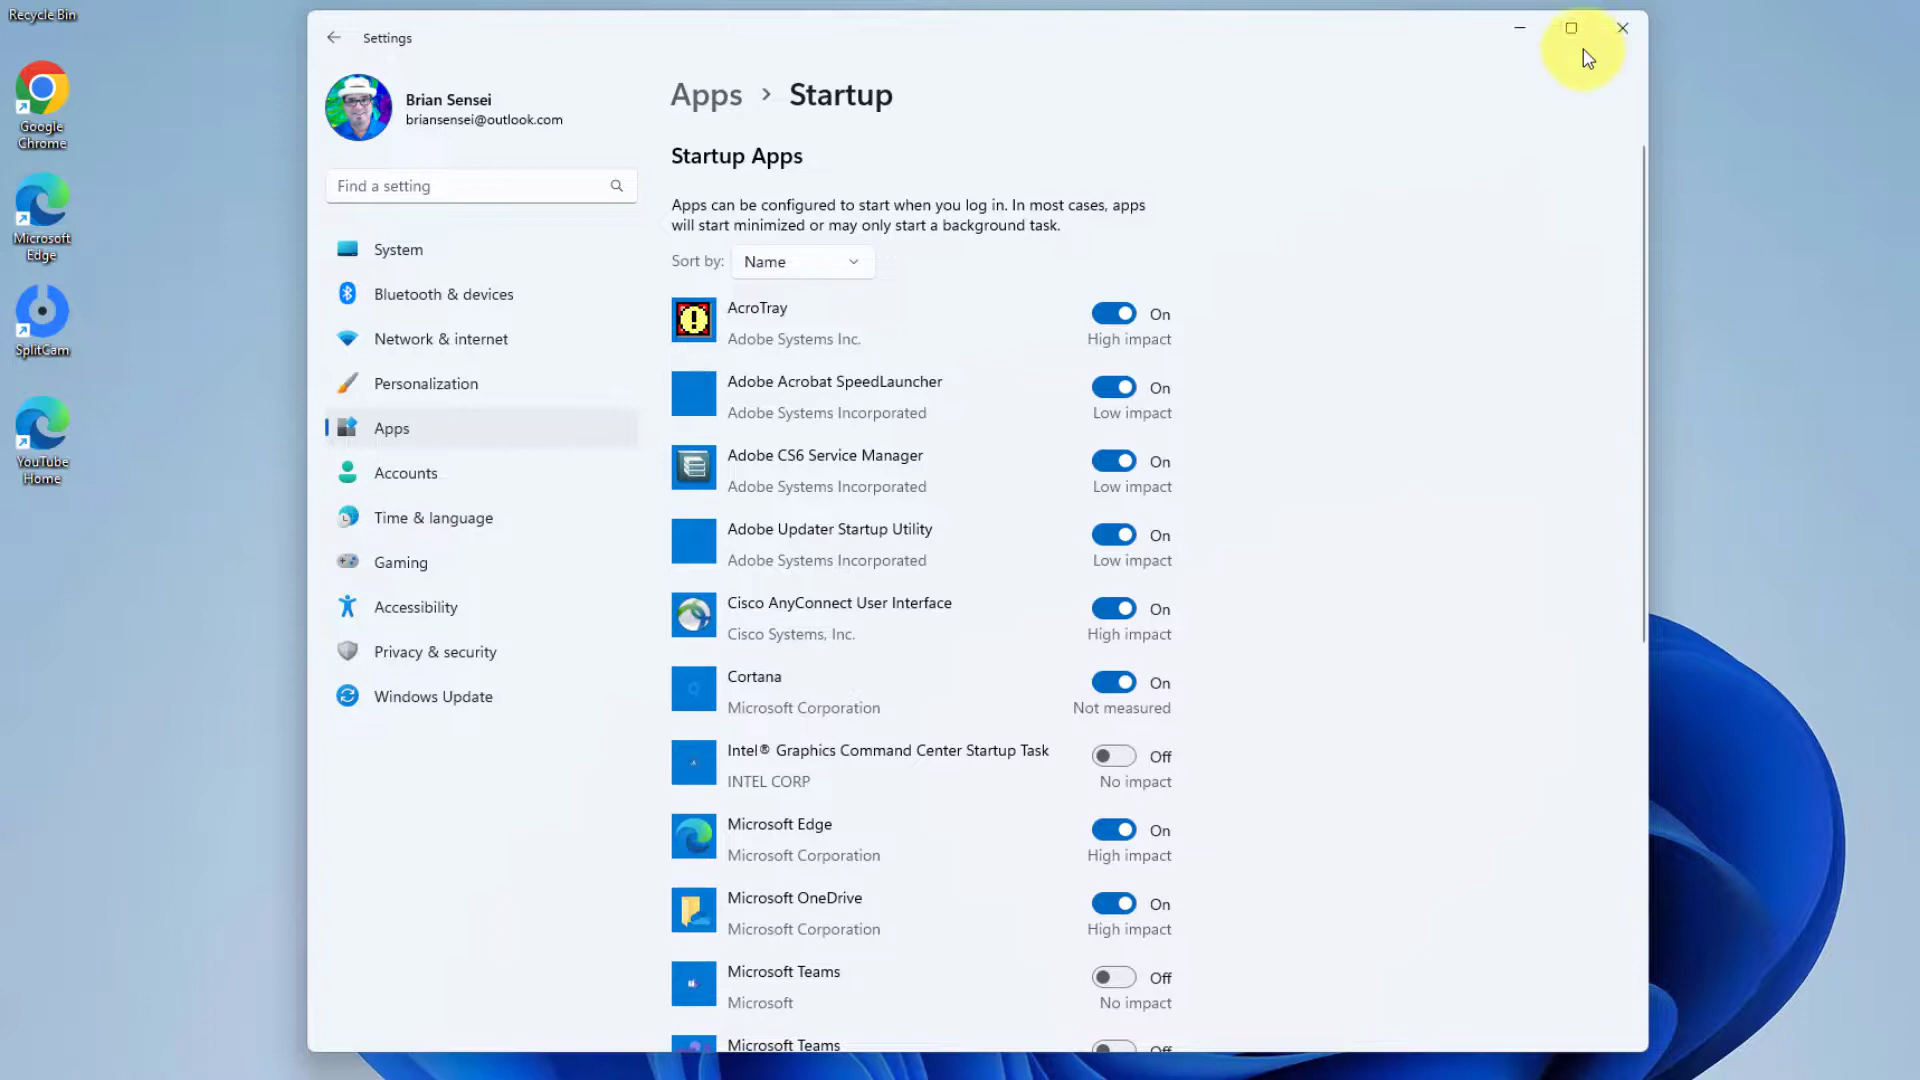 Recycle Bin
Google
Chrome
Microsoft
Edge
SplitCam
YouTube
Home
Settings
Brian Sensei
briansensei@outlook.com
Find a setting
System
Bluetooth & devices
Network & internet
Personalization
Apps
Accounts
Time & language
Gaming
Accessibility
Privacy & security
Windows Update
Apps > Startup
Startup Apps
Apps can be configured to start when you log in. In most cases, apps
will start minimized or may only start a background task.
Sort by: Name
AcroTray On
Adobe Systems Inc. High impact
Adobe Acrobat SpeedLauncher On
Adobe Systems Incorporated Low impact
Adobe CS6 Service Manager On
Adobe Systems Incorporated Low impact
Adobe Updater Startup Utility On
Adobe Systems Incorporated Low impact
Cisco AnyConnect User Interface On
Cisco Systems, Inc. High impact
Cortana On
Microsoft Corporation Not measured
Intel® Graphics Command Center Startup Task Off
INTEL CORP No impact
Microsoft Edge On
Microsoft Corporation High impact
Microsoft OneDrive On
Microsoft Corporation High impact
Microsoft Teams Off
Microsoft No impact
Microsoft Teams Off